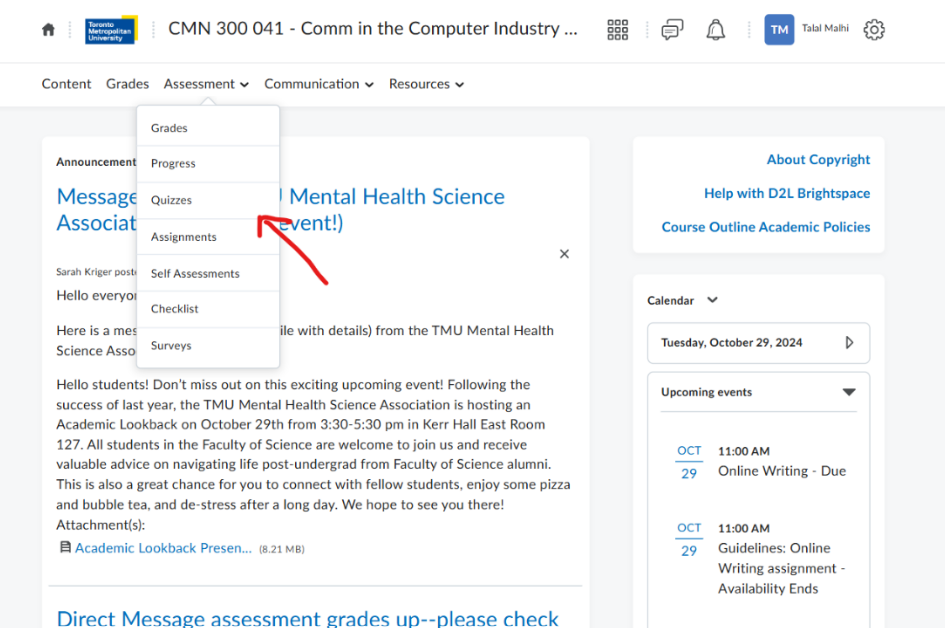 Toronto
Metropolitan
University
CMN 300 041 - Comm in the Computer Industry ...
TM
Talal Malhi
Content Grades Assessment Communication Resources
Grades
Progress
Quizzes
Assignments
Self Assessments
Checklist
Surveys
Announcement
Message Mental Health Science
Associat event!)
Sarah Kriger poste
Hello everyo
Here is a mes ile with details) from the TMU Mental Health
Science Asso
Hello students! Don't miss out on this exciting upcoming event! Following the
success of last year, the TMU Mental Health Science Association is hosting an
Academic Lookback on October 29th from 3:30-5:30 pm in Kerr Hall East Room
127. All students in the Faculty of Science are welcome to join us and receive
valuable advice on navigating life post-undergrad from Faculty of Science alumni.
This is also a great chance for you to connect with fellow students, enjoy some pizza
and bubble tea, and de-stress after a long day. We hope to see you there!
Attachment(s):
Academic Lookback Presen... (8.21 MB)
Direct Message assessment grades up--please check
About Copyright
Help with D2L Brightspace
Course Outline Academic Policies
Calendar
Tuesday, October 29, 2024
Upcoming events
OCT 11:00 AM
29 Online Writing - Due
OCT 11:00 AM
29 Guidelines: Online
Writing assignment -
Availability Ends